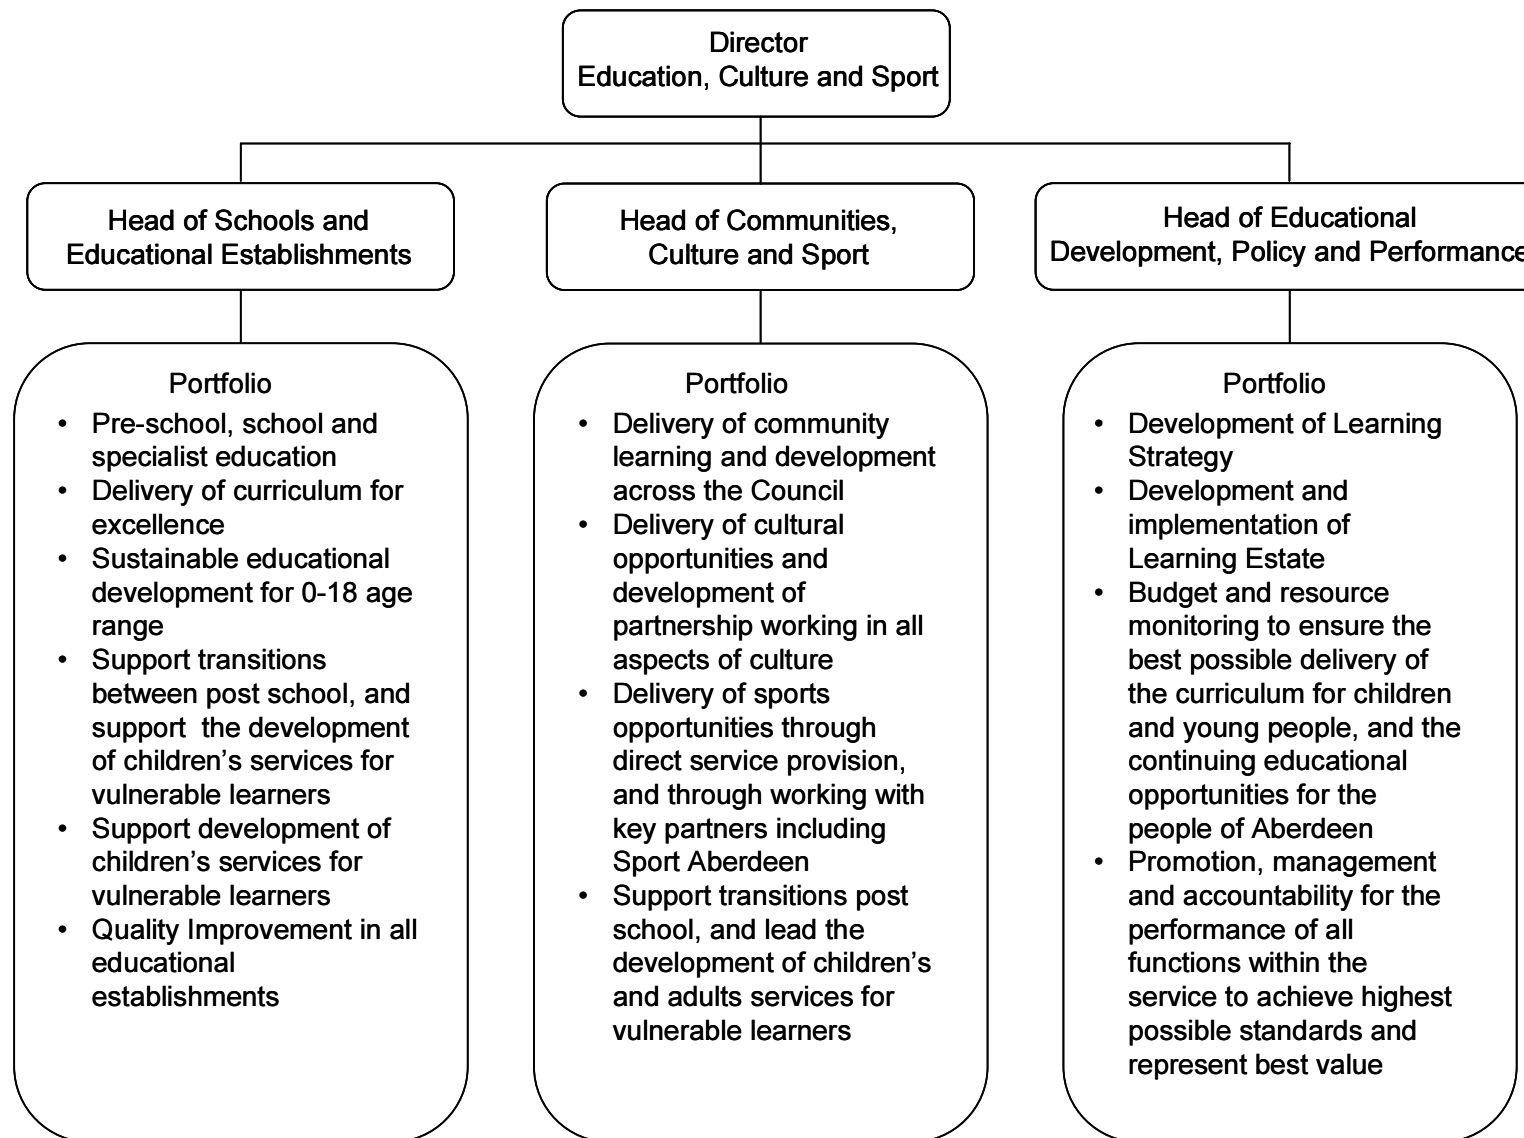 Director
Education, Culture and Sport
Head of Schools and
Educational Establishments
Head of Communities,
Culture and Sport
Head of Educational
Development, Policy and Performance
Portfolio
• Pre-school, school and
specialist education
• Delivery of curriculum for
excellence
• Sustainable educational
development for 0-18 age
range
• Support transitions
between post school, and
support  the development
of children’s services for
vulnerable learners
• Support development of
children’s services for
vulnerable learners
• Quality Improvement in all
educational
establishments
Portfolio
• Delivery of community
learning and development
across the Council
• Delivery of cultural
opportunities and
development of
partnership working in all
aspects of culture
• Delivery of sports
opportunities through
direct service provision,
and through working with
key partners including
Sport Aberdeen
• Support transitions post
school, and lead the
development of children’s
and adults services for
vulnerable learners
Portfolio
• Development of Learning
Strategy
• Development and
implementation of
Learning Estate
• Budget and resource
monitoring to ensure the
best possible delivery of
the curriculum for children
and young people, and the
continuing educational
opportunities for the
people of Aberdeen
• Promotion, management
and accountability for the
performance of all
functions within the
service to achieve highest
possible standards and
represent best value